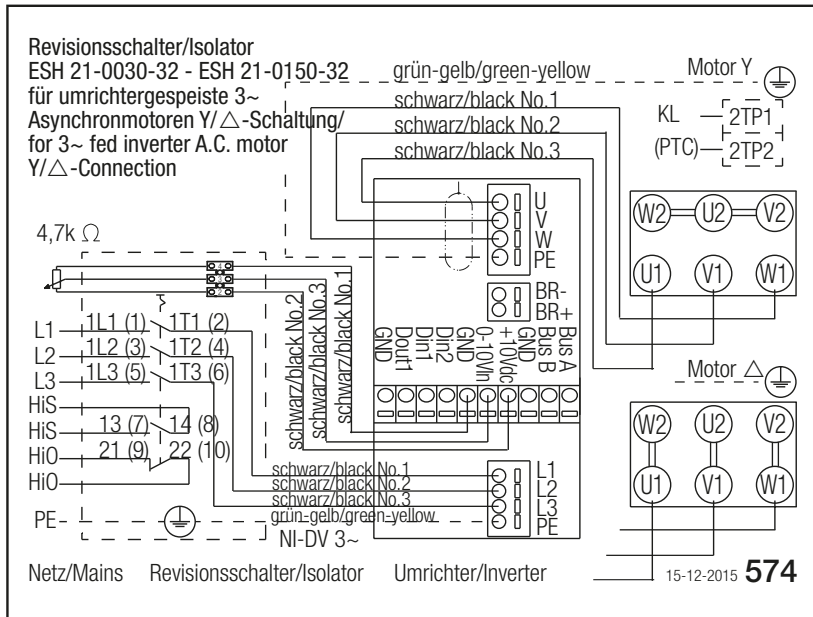 Revisionsschalter/Isolator
ESH 21-0030-32 - ESH 21-0150-32
für umrichtergespeiste 3~
Asynchronmotoren Y/△-Schaltung/
for 3~ fed inverter A.C. motor
Y/△-Connection
grün-gelb/green-yellow
schwarz/black No.1
schwarz/black No.2
schwarz/black No.3
Motor Y
KL
2TP1
(PTC)
2TP2
W2 U2 V2
U1 V1 W1
U
V
W
PE
BR-
BR+
4,7k Ω
4
3
2
schwarz/black No.2
schwarz/black No.3
schwarz/black No.1
GND
Dout1
Din1
Din2
GND
0-10Vin
+10Vdc
GND
Bus B
Bus A
L1 1L1 (1) 1T1 (2)
L2 1L2 (3) 1T2 (4)
L3 1L3 (5) 1T3 (6)
HiS
HiS 13 (7) 14 (8)
HiO 21 (9) 22 (10)
HiO
PE
Motor △
W2 U2 V2
U1 V1 W1
schwarz/black No.1
schwarz/black No.2
schwarz/black No.3
grün-gelb/green-yellow
L1
L2
L3
PE
NI-DV 3~
Netz/Mains Revisionsschalter/Isolator Umrichter/Inverter
15-12-2015 574